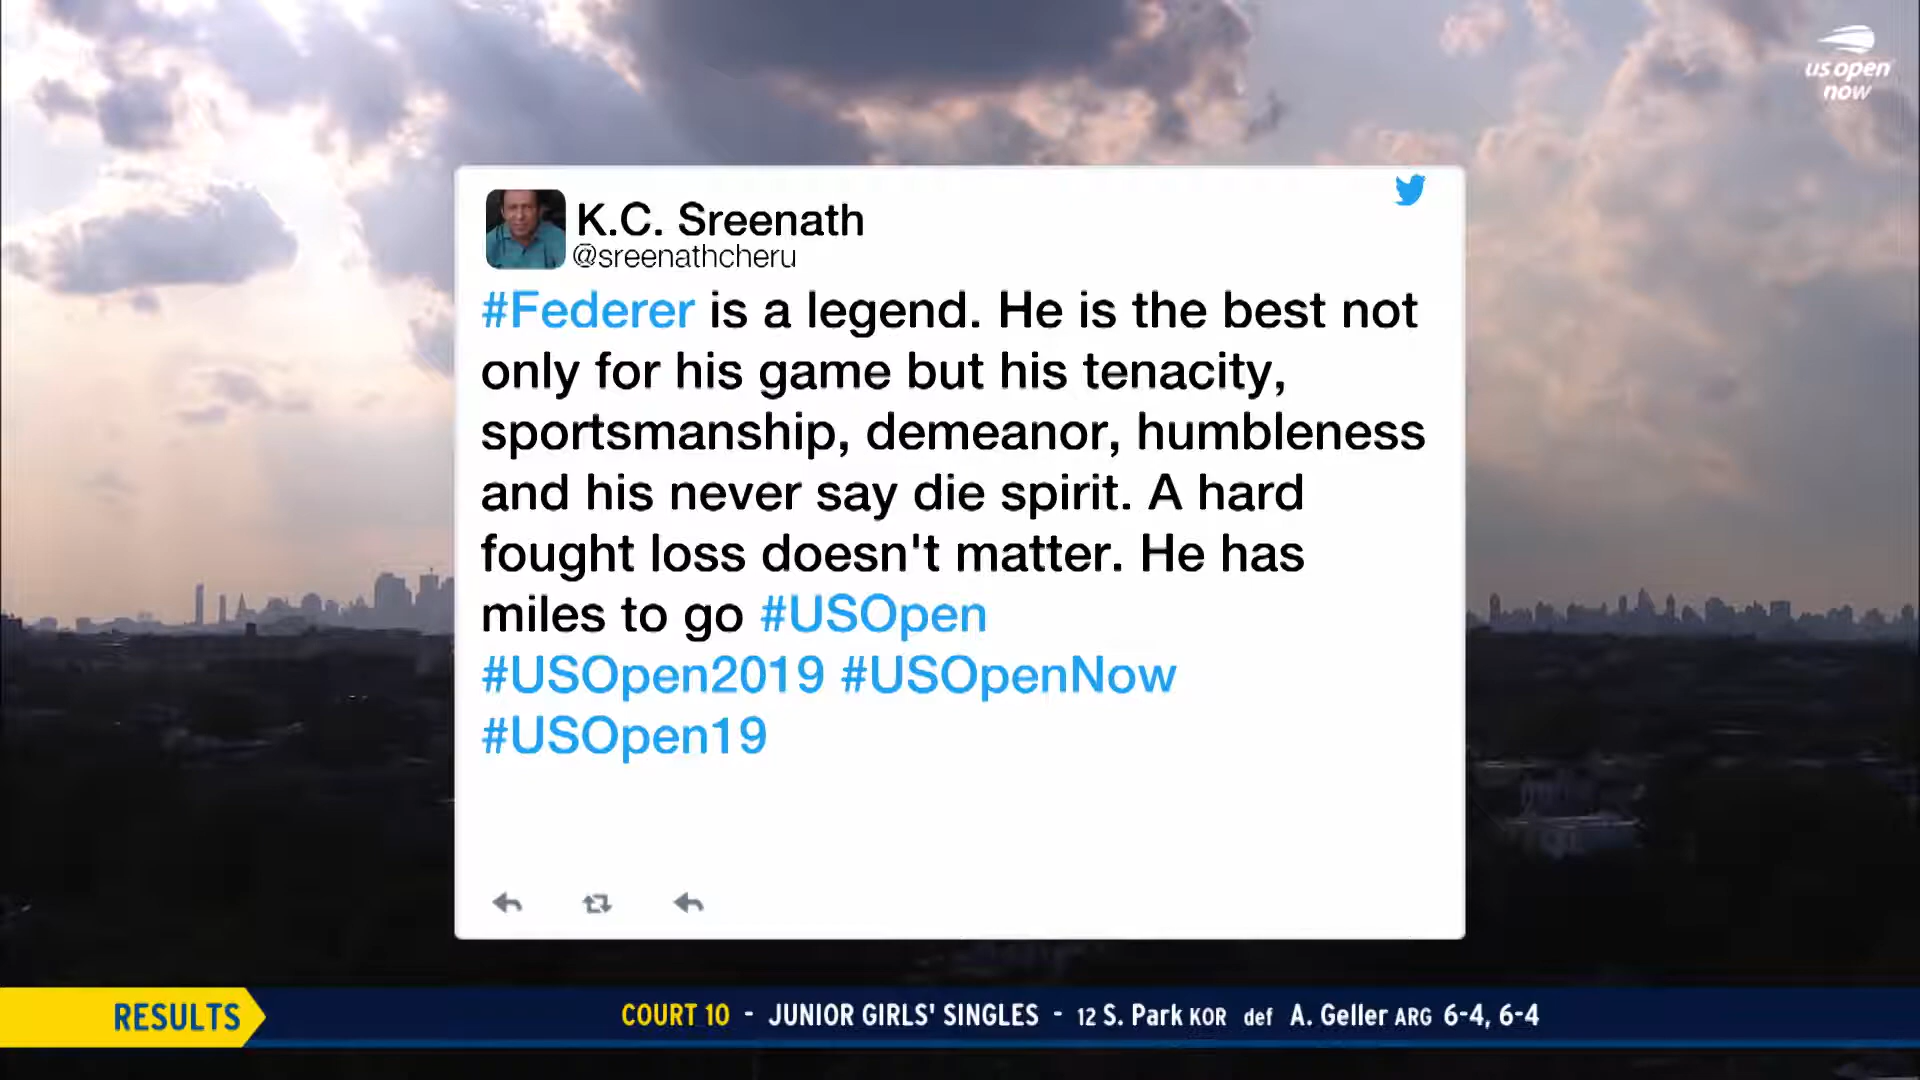 us open
now
K.C. Sreenath
@sreenathcheru
#Federer is a legend. He is the best not
only for his game but his tenacity,
sportsmanship, demeanor, humbleness
and his never say die spirit. A hard
fought loss doesn't matter. He has
miles to go #USOpen
#USOpen2019 #USOpenNow
#USOpen19
RESULTS
COURT 10 - JUNIOR GIRLS' SINGLES - 12 S. Park KOR def A. Geller ARG 6-4, 6-4